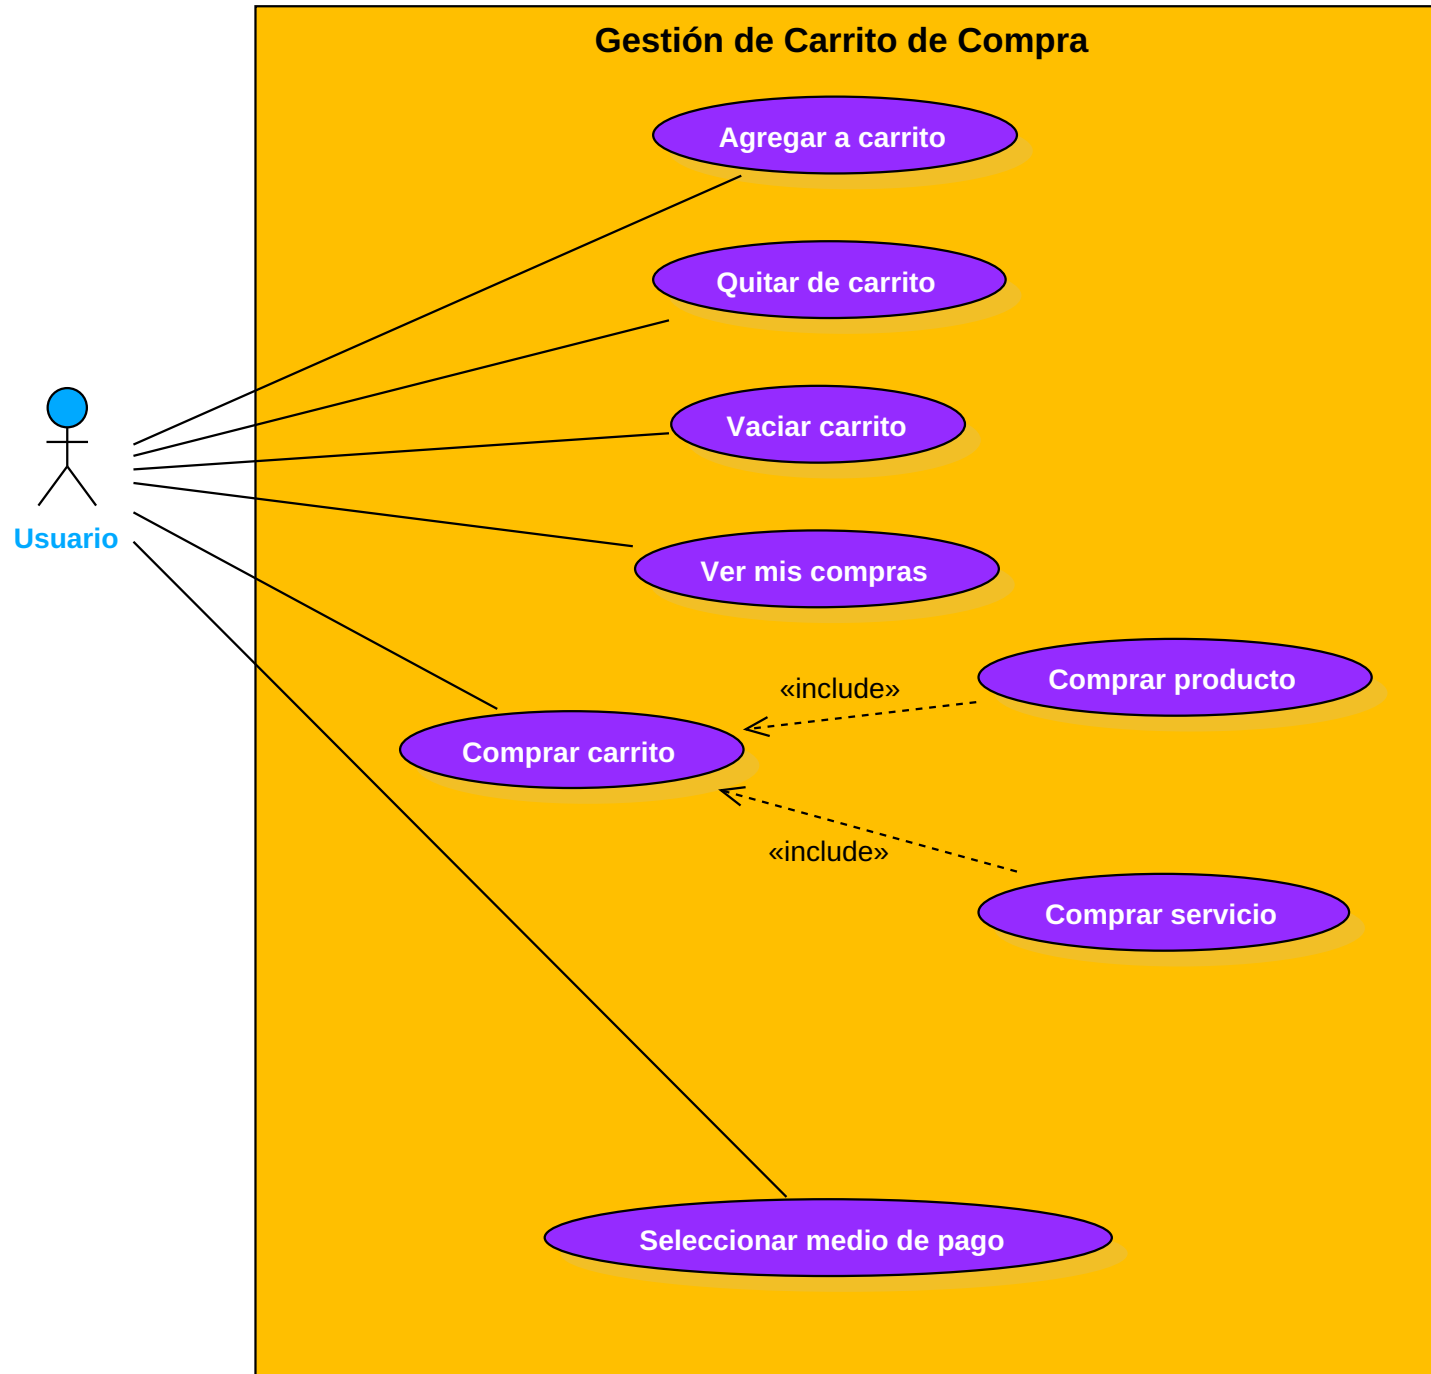 Gestión de Carrito de Compra
Agregar a carrito
Quitar de carrito
Vaciar carrito
Usuario
Ver mis compras
Comprar producto
«include»
Comprar carrito
«include»
Comprar servicio
Seleccionar medio de pago